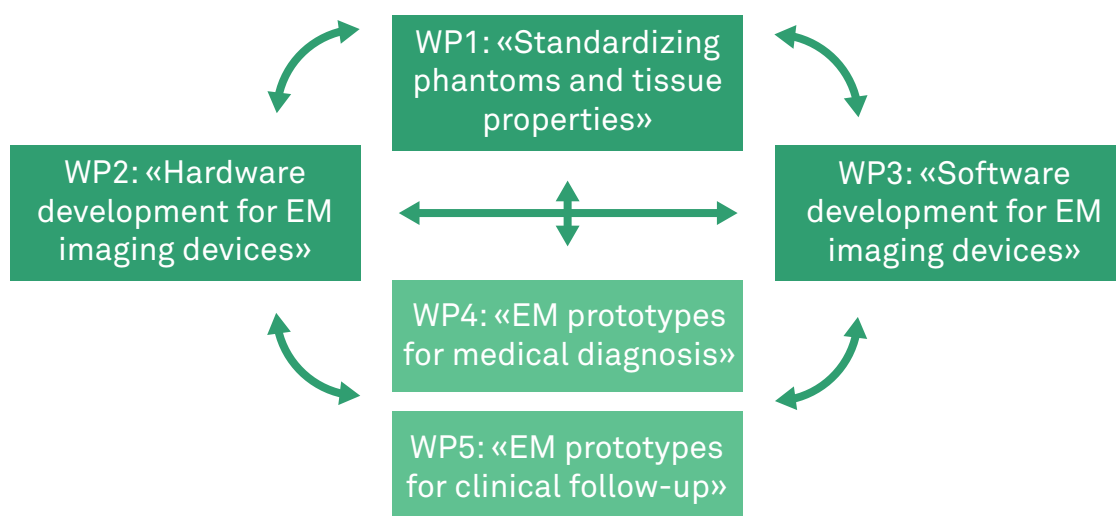 WP1: «Standardizing
phantoms and tissue
properties»
WP2: «Hardware
development for EM
imaging devices»
WP3: «Software
development for EM
imaging devices»
WP4: «EM prototypes
for medical diagnosis»
WP5: «EM prototypes
for clinical follow-up»